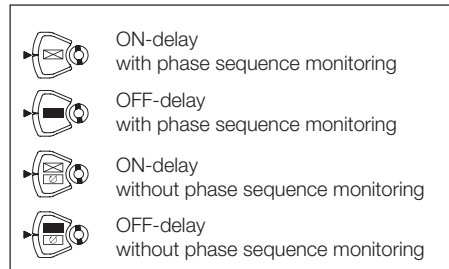 ON-delay
with phase sequence monitoring
OFF-delay
with phase sequence monitoring
ON-delay
without phase sequence monitoring
OFF-delay
without phase sequence monitoring